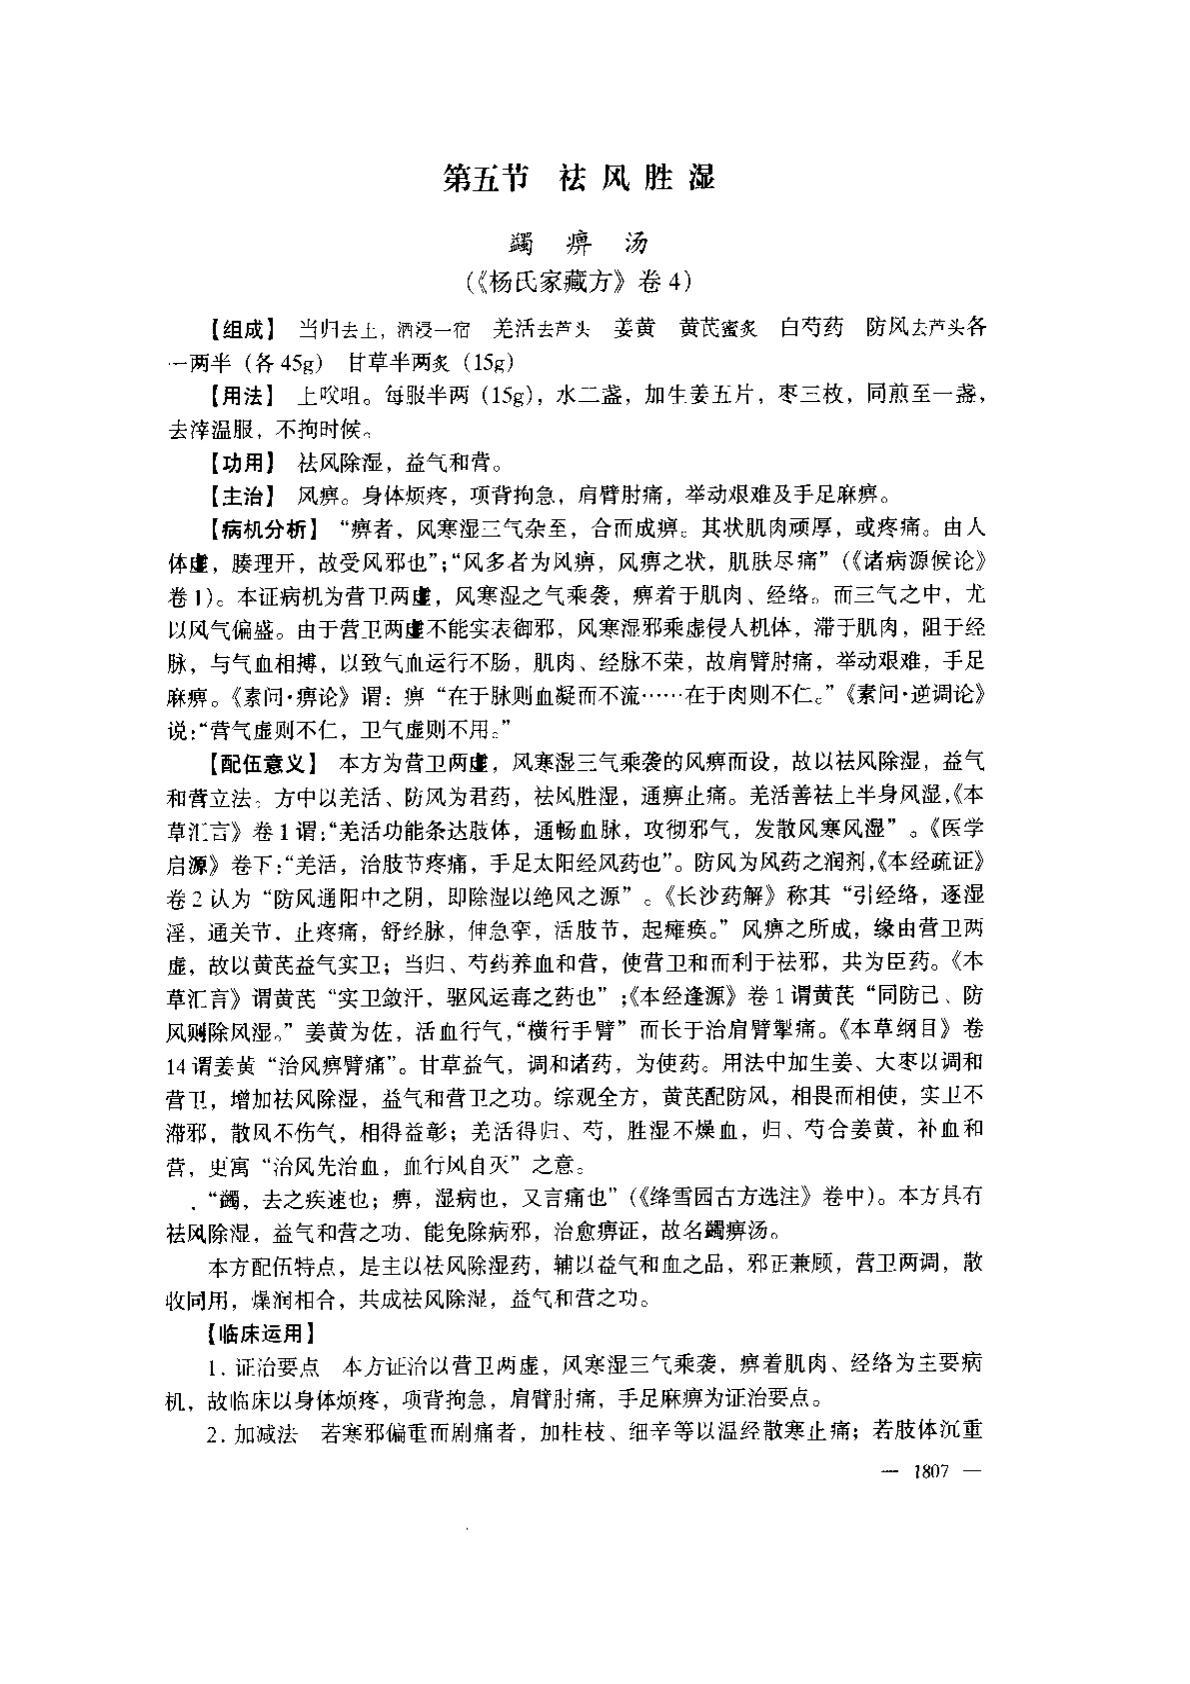 第五节 祛风胜湿
蠲痹汤
(《杨氏家藏方》卷4)
【组成】 当归去土，酒浸一宿 羌活去芦头 姜黄 黄芪蜜炙 白芍药 防风去芦头各
一两半（各45g） 甘草半两炙（15g）
【用法】 上㕮咀。每服半两（15g），水二盏，加生姜五片，枣三枚，同煎至一盏，
去滓温服，不拘时候。
【功用】 祛风除湿，益气和营。
【主治】 风痹。身体烦疼，项背拘急，肩臂肘痛，举动艰难及手足麻痹。
【病机分析】 “痹者，风寒湿三气杂至，合而成痹。其状肌肉顽厚，或疼痛。由人
体虚，腠理开，故受风邪也”；“风多者为风痹，风痹之状，肌肤尽痛”（《诸病源候论》
卷1）。本证病机为营卫两虚，风寒湿之气乘袭，痹着于肌肉、经络。而三气之中，尤
以风气偏盛。由于营卫两虚不能实表御邪，风寒湿邪乘虚侵人机体，滞于肌肉，阻于经
脉，与气血相搏，以致气血运行不肠，肌肉、经脉不荣，故肩臂肘痛，举动艰难，手足
麻痹。《素问·痹论》谓：痹“在于脉则血凝而不流……在于肉则不仁。”《素问·逆调论》
说：“营气虚则不仁，卫气虚则不用。”
【配伍意义】 本方为营卫两虚，风寒湿三气乘袭的风痹而设，故以祛风除湿，益气
和营立法。方中以羌活、防风为君药，祛风胜湿，通痹止痛。羌活善祛上半身风湿，《本
草汇言》卷1谓：“羌活功能条达肢体，通畅血脉，攻彻邪气，发散风寒风湿”。《医学
启源》卷下：“羌活，治肢节疼痛，手足太阳经风药也”。防风为风药之润剂，《本经疏证》
卷2认为“防风通阳中之阴，即除湿以绝风之源”。《长沙药解》称其“引经络，逐湿
淫，通关节，止疼痛，舒经脉，伸急挛，活肢节，起瘫痪。”风痹之所成，缘由营卫两
虚，故以黄芪益气实卫；当归、芍药养血和营，使营卫和而利于祛邪，共为臣药。《本
草汇言》谓黄芪“实卫敛汗，驱风运毒之药也”；《本经逢源》卷1谓黄芪“同防己、防
风则除风湿。”姜黄为佐，活血行气，“横行手臂”而长于治肩臂挛痛。《本草纲目》卷
14谓姜黄“治风痹臂痛”。甘草益气，调和诸药，为使药。用法中加生姜、大枣以调和
营卫，增加祛风除湿，益气和营卫之功。综观全方，黄芪配防风，相畏而相使，实卫不
滞邪，散风不伤气，相得益彰；羌活得归、芍，胜湿不燥血，归、芍合姜黄，补血和
营，更寓“治风先治血，血行风自灭”之意。
“蠲，去之疾速也；痹，湿病也，又言痛也”（《绛雪园古方选注》卷中）。本方具有
祛风除湿，益气和营之功，能免除病邪，治愈痹证，故名蠲痹汤。
本方配伍特点，是主以祛风除湿药，辅以益气和血之品，邪正兼顾，营卫两调，散
收同用，燥润相合，共成祛风除湿，益气和营之功。
【临床运用】
1．证治要点 本方证治以营卫两虚，风寒湿三气乘袭，痹着肌肉、经络为主要病
机，故临床以身体烦疼，项背拘急，肩臂肘痛，手足麻痹为证治要点。
2．加减法 若寒邪偏重而剧痛者，加桂枝、细辛等以温经散寒止痛；若肢体沉重
— 1807 —